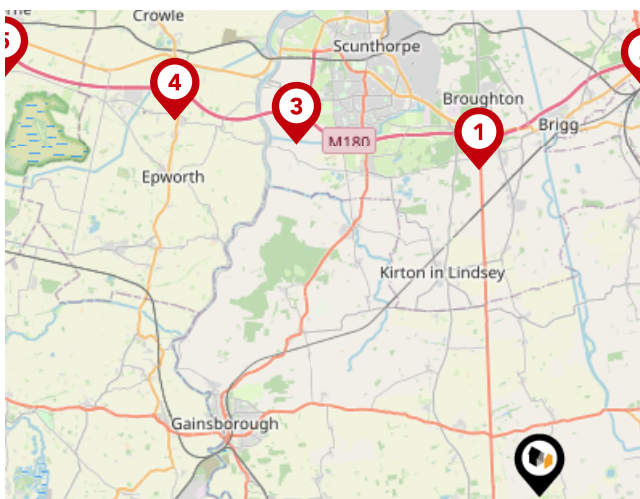 Crowle
Scunthorpe
4
3
Broughton
1
Brigg
M180
Epworth
Kirton in Lindsey
Gainsborough